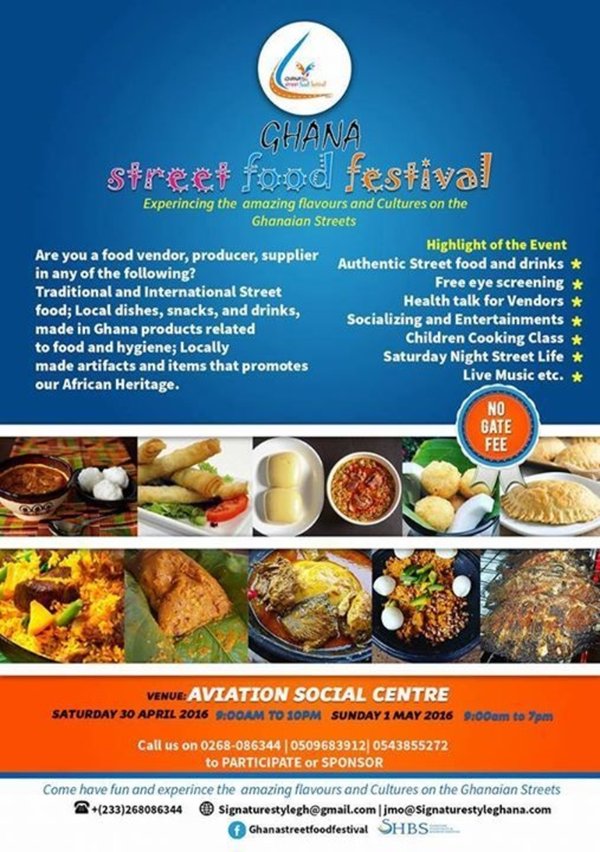 GHANA
street food festival
GHANA
street food festival
Experincing the amazing flavours and Cultures on the
Ghanaian Streets
Are you a food vendor, producer, supplier
in any of the following?
Traditional and International Street
food; Local dishes, snacks, and drinks,
made in Ghana products related
to food and hygiene; Locally
made artifacts and items that promotes
our African Heritage.
Highlight of the Event
Authentic Street food and drinks
Free eye screening
Health talk for Vendors
Socializing and Entertainments
Children Cooking Class
Saturday Night Street Life
Live Music etc.
NO
GATE
FEE
VENUE: AVIATION SOCIAL CENTRE
SATURDAY 30 APRIL 2016 9:00AM TO 10PM SUNDAY 1 MAY 2016 9:00am to 7pm
Call us on 0268-086344 | 0509683912| 0543855272
to PARTICIPATE or SPONSOR
Come have fun and experince the amazing flavours and Cultures on the Ghanaian Streets
+(233)268086344 Signaturestylegh@gmail.com | jmo@Signaturestyleghana.com
Ghanastreetfoodfestival SHBS